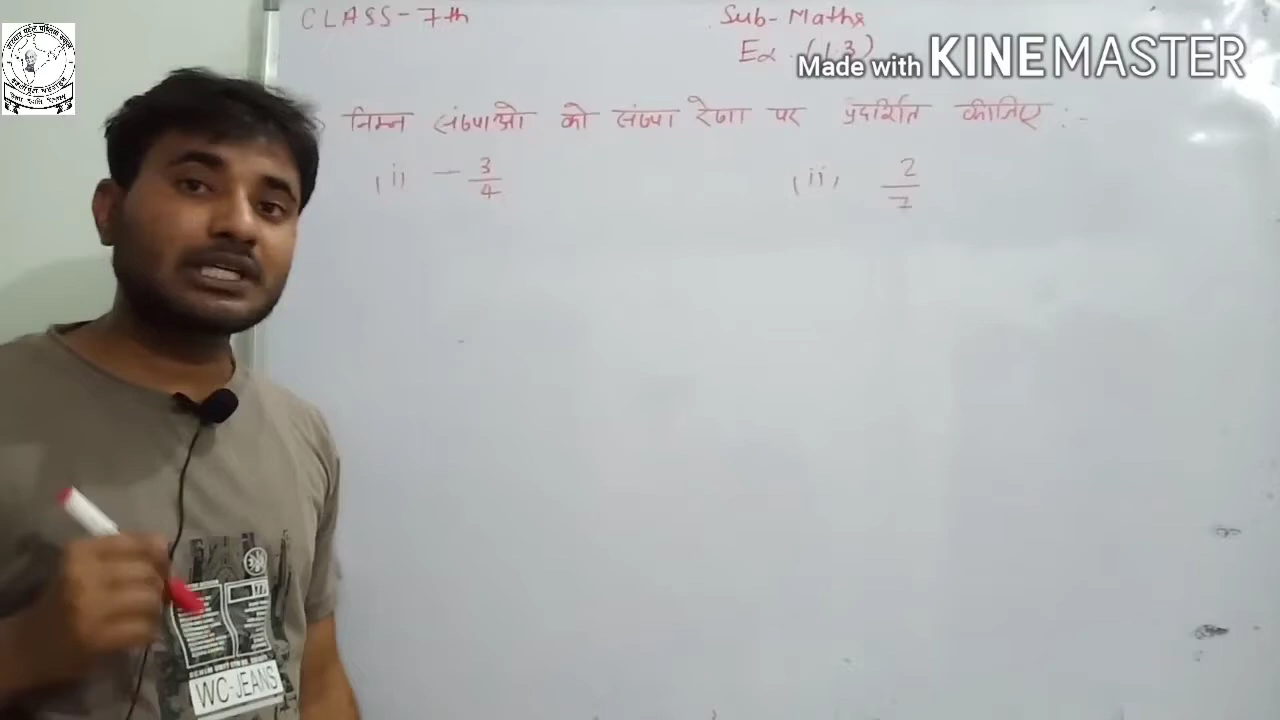 CLASS - 7th
Sub- Maths
Ex. (1.3)
Made with KINEMASTER
निम्न संख्याओ को संख्या रेखा पर प्रदर्शित कीजिए :-
(i) - 3/4
(ii) 2/7
WC-JEANS